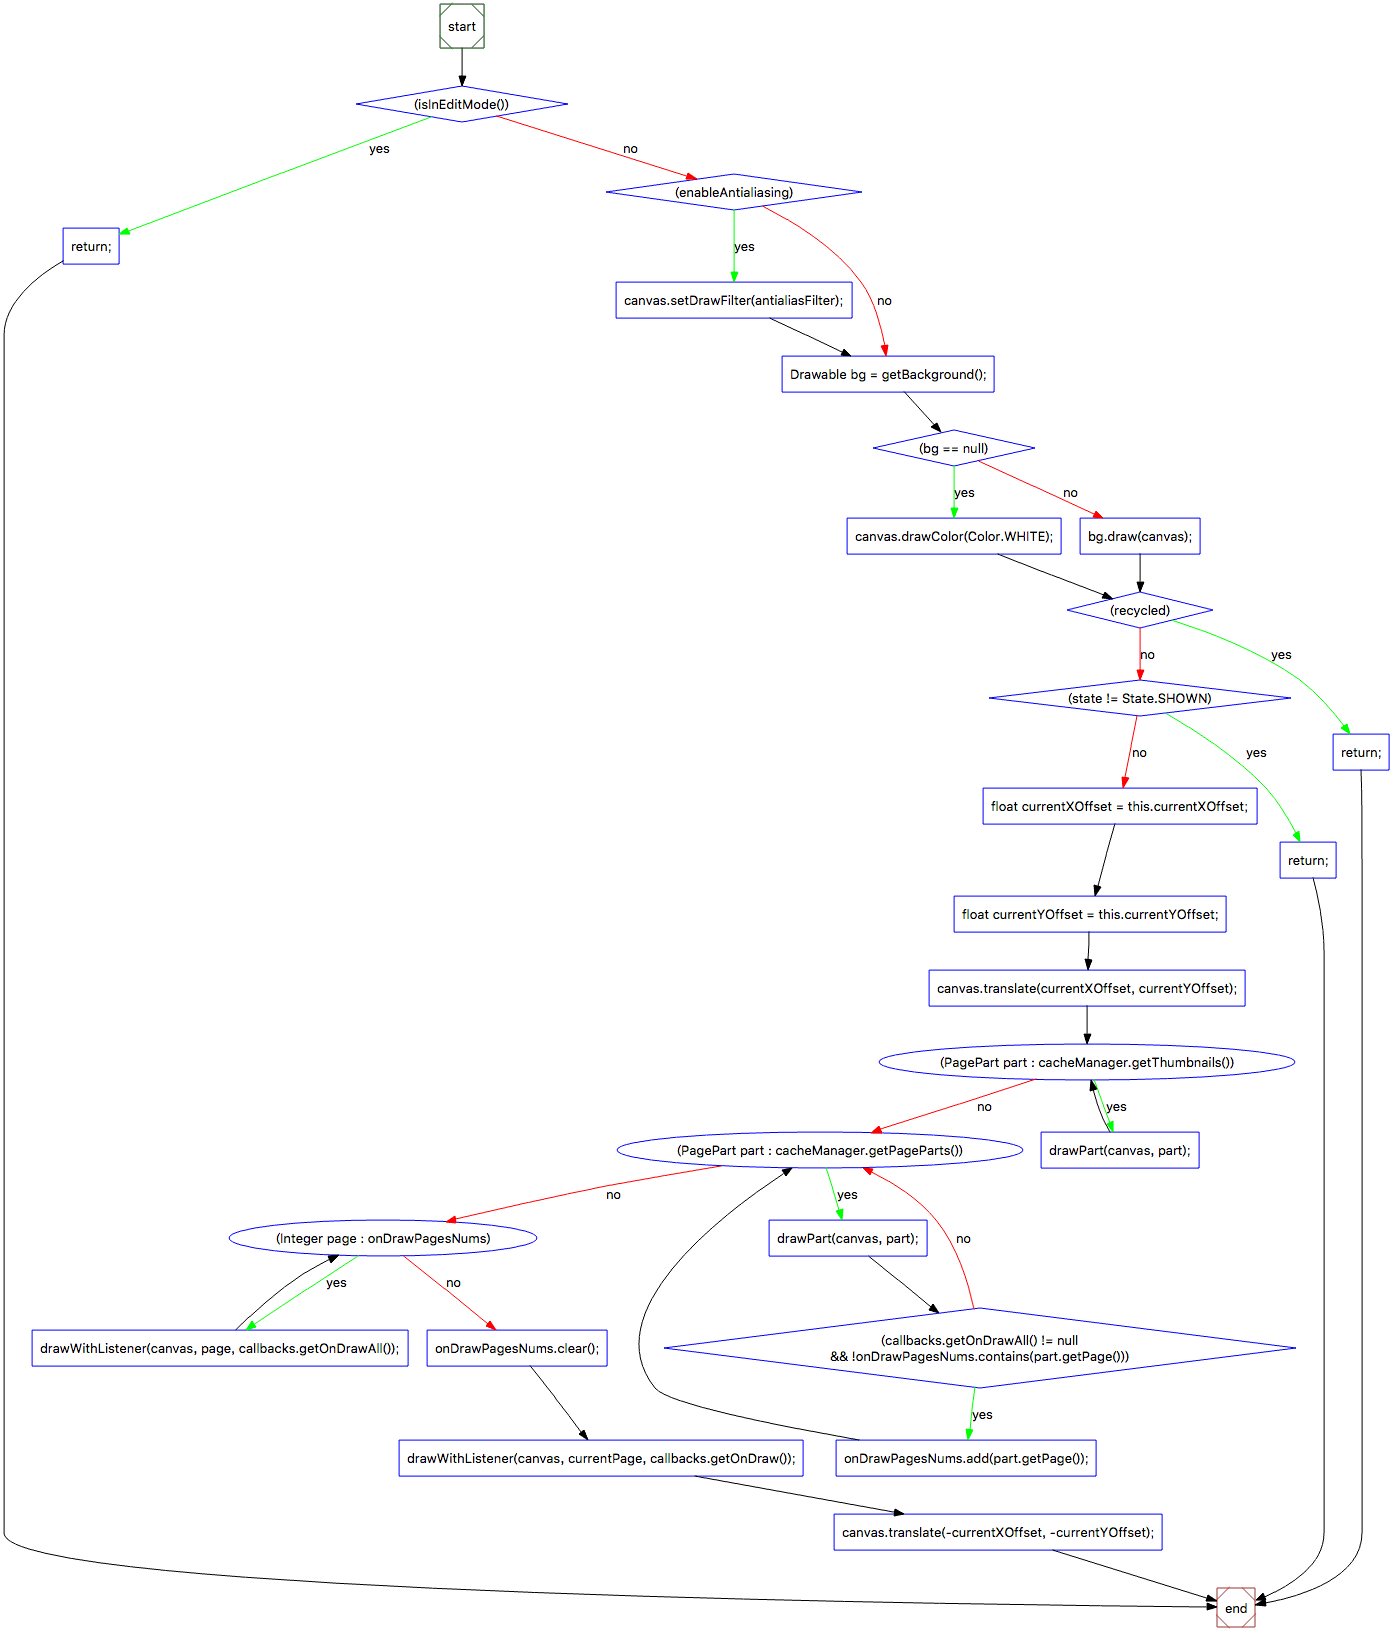 start
(isInEditMode())
yes
no
(enableAntialiasing)
return;
yes
canvas.setDrawFilter(antialiasFilter);
no
Drawable bg = getBackground();
(bg == null)
yes
no
canvas.drawColor(Color.WHITE);
bg.draw(canvas);
(recycled)
no
yes
(state != State.SHOWN)
no
yes
return;
float currentXOffset = this.currentXOffset;
return;
float currentYOffset = this.currentYOffset;
canvas.translate(currentXOffset, currentYOffset);
(PagePart part : cacheManager.getThumbnails())
no
yes
(PagePart part : cacheManager.getPageParts())
drawPart(canvas, part);
no
yes
(Integer page : onDrawPagesNums)
drawPart(canvas, part);
no
yes
no
drawWithListener(canvas, page, callbacks.getOnDrawAll());
onDrawPagesNums.clear();
(callbacks.getOnDrawAll() != null
&& !onDrawPagesNums.contains(part.getPage()))
yes
drawWithListener(canvas, currentPage, callbacks.getOnDraw());
onDrawPagesNums.add(part.getPage());
canvas.translate(-currentXOffset, -currentYOffset);
end